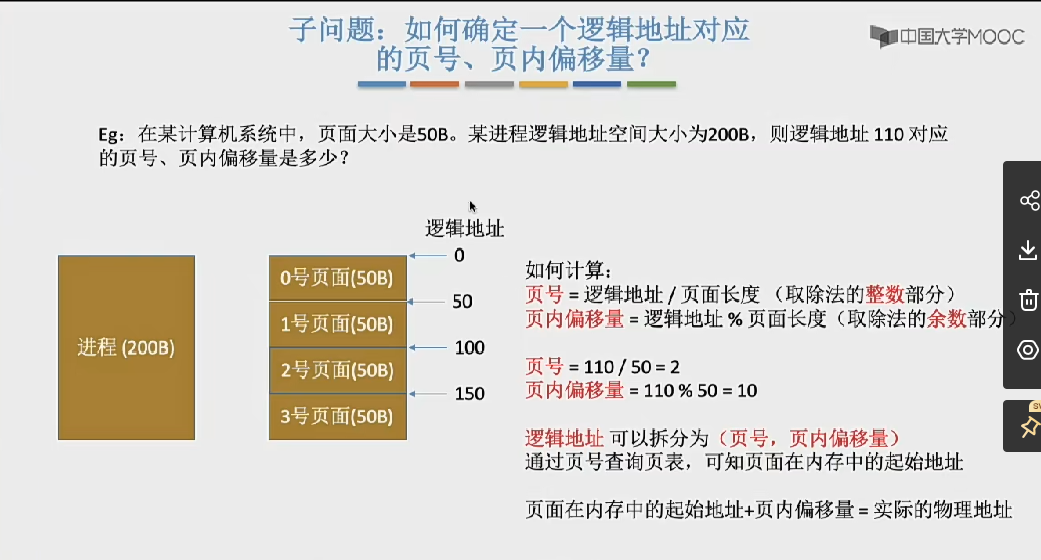 子问题：如何确定一个逻辑地址对应
的页号、页内偏移量？
中国大学MOOC
Eg：在某计算机系统中，页面大小是50B。某进程逻辑地址空间大小为200B，则逻辑地址 110 对应
的页号、页内偏移量是多少？
逻辑地址
0
50
100
150
进程 (200B)
0号页面(50B)
1号页面(50B)
2号页面(50B)
3号页面(50B)
如何计算：
页号 = 逻辑地址 / 页面长度 （取除法的整数部分）
页内偏移量 = 逻辑地址 % 页面长度（取除法的余数部分）
页号 = 110 / 50 = 2
页内偏移量 = 110 % 50 = 10
逻辑地址 可以拆分为（页号，页内偏移量）
通过页号查询页表，可知页面在内存中的起始地址
页面在内存中的起始地址+页内偏移量 = 实际的物理地址